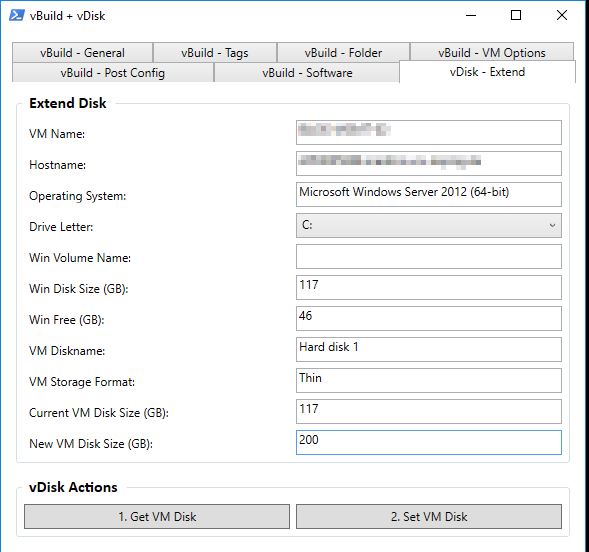 vBuild + vDisk
vBuild - General vBuild - Tags vBuild - Folder vBuild - VM Options
vBuild - Post Config vBuild - Software vDisk - Extend
Extend Disk
VM Name:
Hostname:
Operating System: Microsoft Windows Server 2012 (64-bit)
Drive Letter: C:
Win Volume Name:
Win Disk Size (GB): 117
Win Free (GB): 46
VM Diskname: Hard disk 1
VM Storage Format: Thin
Current VM Disk Size (GB): 117
New VM Disk Size (GB): 200
vDisk Actions
1. Get VM Disk 2. Set VM Disk